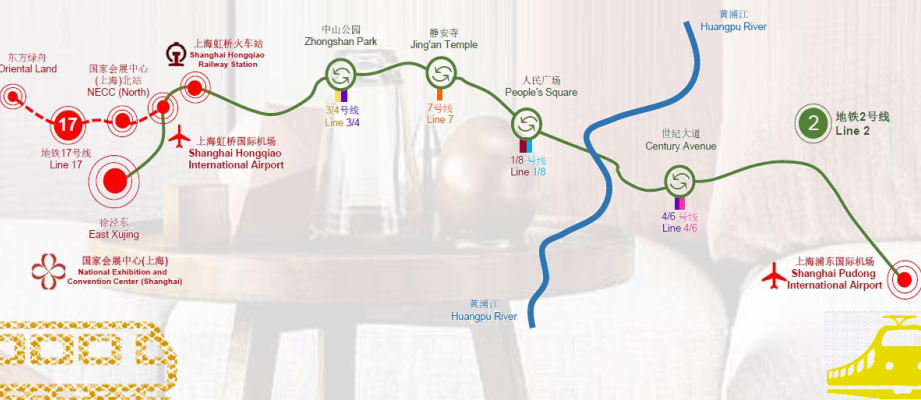 东方绿舟
Oriental Land
国家会展中心
(上海)北站
NECC (North)
上海虹桥火车站
Shanghai Hongqiao
Railway Station
中山公园
Zhongshan Park
静安寺
Jing'an Temple
黄浦江
Huangpu River
人民广场
People's Square
17
地铁17号线
Line 17
上海虹桥国际机场
Shanghai Hongqiao
International Airport
3/4号线
Line 3/4
7号线
Line 7
1/8 号线
Line 1/8
世纪大道
Century Avenue
2
地铁2号线
Line 2
4/6 号线
Line 4/6
徐泾东
East Xujing
国家会展中心(上海)
National Exhibition and
Convention Center (Shanghai)
上海浦东国际机场
Shanghai Pudong
International Airport
黄浦江
Huangpu River